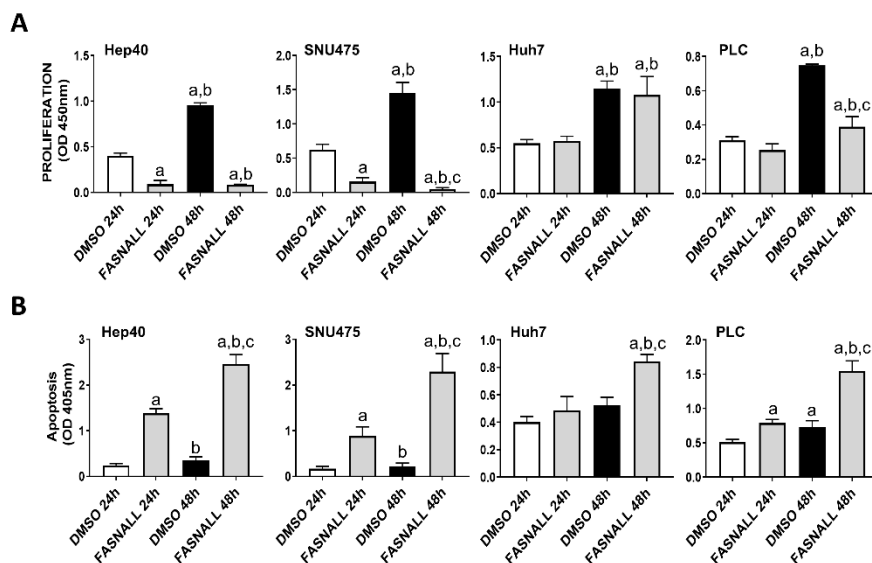 A
Hep40
SNU475
Huh7
PLC
PROLIFERATION
(OD 450nm)
1.5
1.0
0.5
0.0
a
a,b
a,b
DMSO 24h
FASNALL 24h
DMSO 48h
FASNALL 48h
2.0
1.5
1.0
0.5
0.0
a
a,b
a,b,c
DMSO 24h
FASNALL 24h
DMSO 48h
FASNALL 48h
1.5
1.0
0.5
0.0
a,b
a,b
DMSO 24h
FASNALL 24h
DMSO 48h
FASNALL 48h
0.8
0.6
0.4
0.2
0.0
a,b
a,b,c
DMSO 24h
FASNALL 24h
DMSO 48h
FASNALL 48h
B
Hep40
SNU475
Huh7
PLC
Apoptosis
(OD 405nm)
3
2
1
0
a
b
a,b,c
DMSO 24h
FASNALL 24h
DMSO 48h
FASNALL 48h
3
2
1
0
a
b
a,b,c
DMSO 24h
FASNALL 24h
DMSO 48h
FASNALL 48h
1.0
0.8
0.6
0.4
0.2
0.0
a,b,c
DMSO 24h
FASNALL 24h
DMSO 48h
FASNALL 48h
2.0
1.5
1.0
0.5
0.0
a
a
a,b,c
DMSO 24h
FASNALL 24h
DMSO 48h
FASNALL 48h